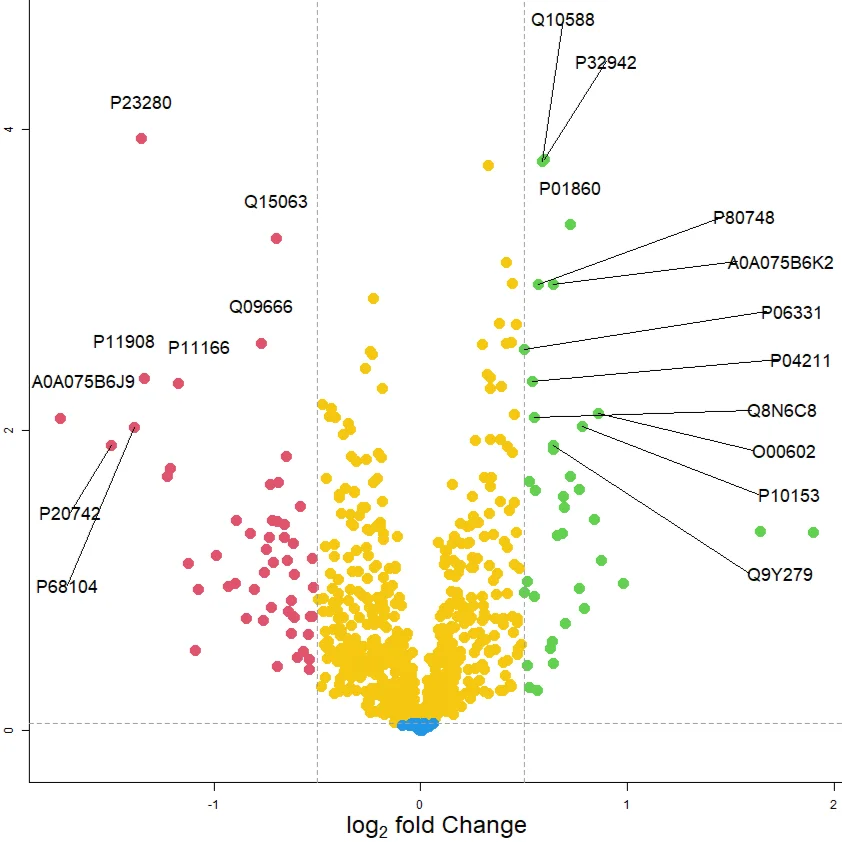 Q10588
P32942
P23280
4
P01860
Q15063
P80748
A0A075B6K2
Q09666
P06331
P11908
P11166
P04211
A0A075B6J9
Q8N6C8
2
O00602
P10153
P20742
Q9Y279
P68104
0
-1
0
1
2
log2 fold Change